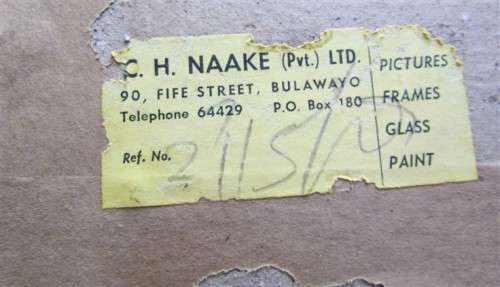 C. H. NAAKE (Pvt.) LTD.
90, FIFE STREET, BULAWAYO
Telephone 64429 P.O. Box 180
Ref. No.
PICTURES
FRAMES
GLASS
PAINT